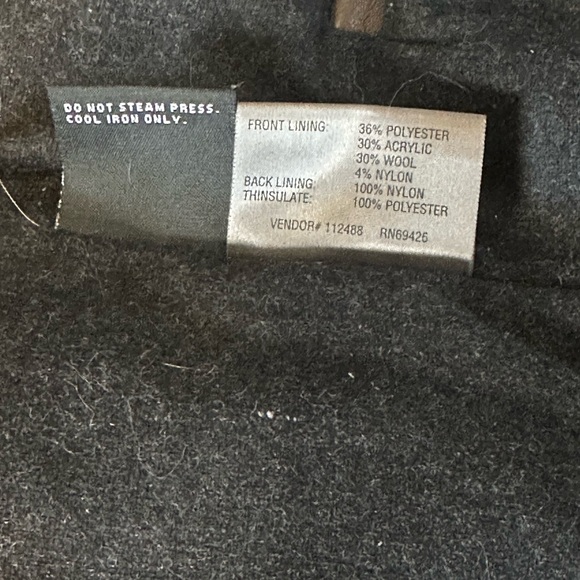 DO NOT STEAM PRESS.
COOL IRON ONLY.
FRONT LINING: 36% POLYESTER
30% ACRYLIC
30% WOOL
4% NYLON
BACK LINING: 100% NYLON
THINSULATE: 100% POLYESTER
VENDOR# 112488 RN69426